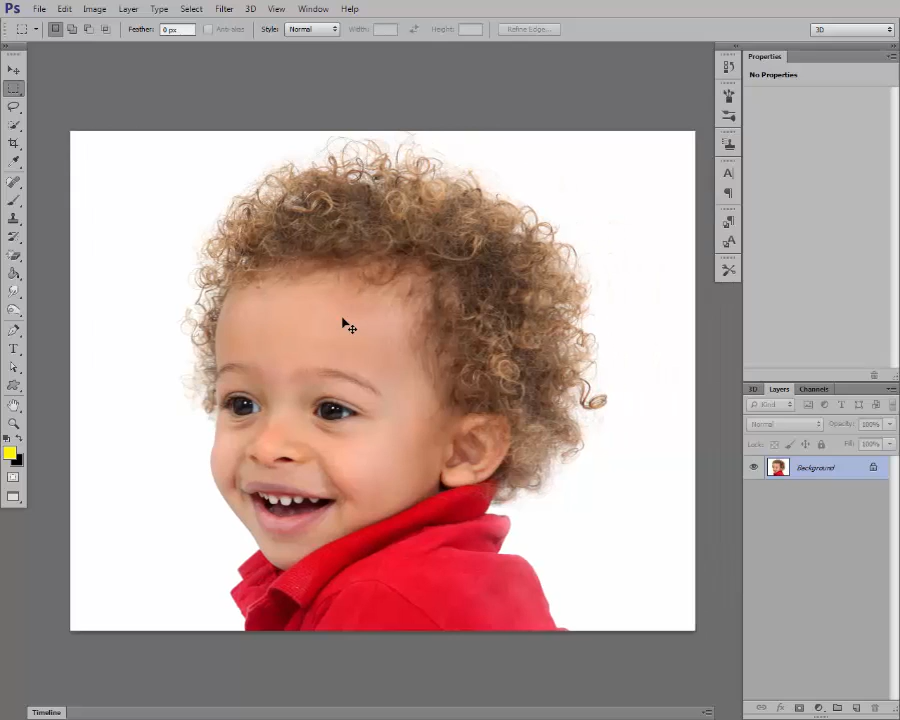 Ps File Edit Image Layer Type Select Filter 3D View Window Help
Feather: 0 px Anti-alias Style: Normal Width: Height: Refine Edge... 3D
Properties
No Properties
3D Layers Channels
Kind
Normal Opacity: 100%
Lock: Fill: 100%
Background
Timeline